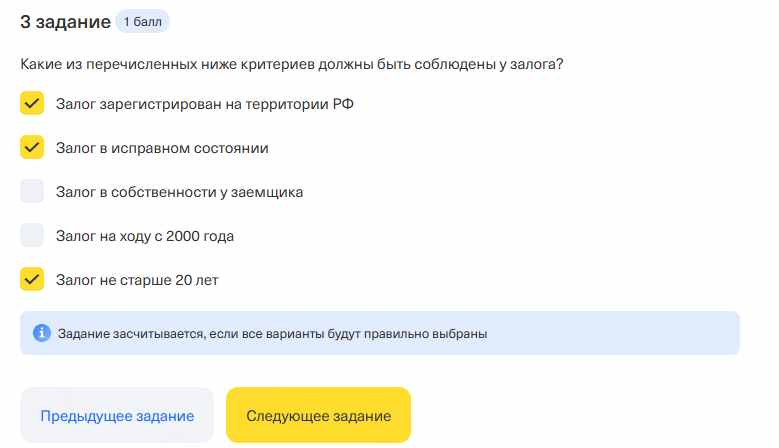 3 задание 1 балл
Какие из перечисленных ниже критериев должны быть соблюдены у залога?
Залог зарегистрирован на территории РФ
Залог в исправном состоянии
Залог в собственности у заемщика
Залог на ходу с 2000 года
Залог не старше 20 лет
Задание засчитывается, если все варианты будут правильно выбраны
Предыдущее задание Следующее задание